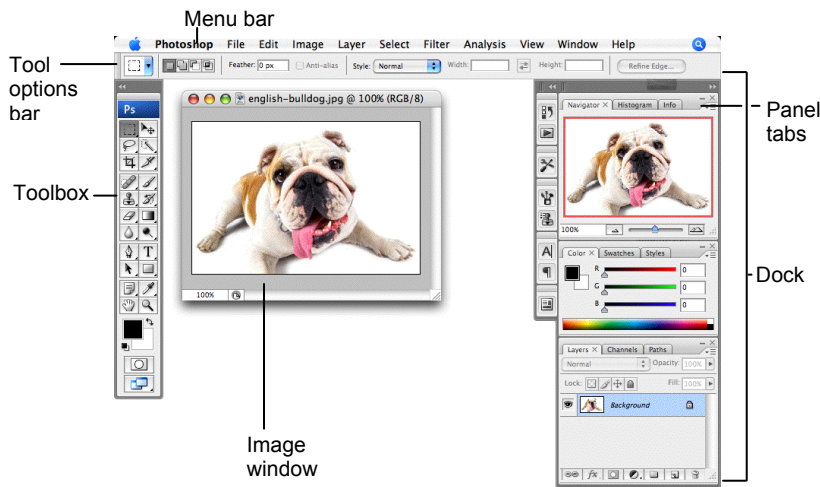 Menu bar
Photoshop File Edit Image Layer Select Filter Analysis View Window Help
Tool options bar
Feather: 0 px Anti-alias Style: Normal Width: Height: Refine Edge...
Ps
english-bulldog.jpg @ 100% (RGB/8)
Navigator × Histogram Info
Panel tabs
Toolbox
100%
Color × Swatches Styles
R 0
G 0
B 0
Dock
T
A
100%
Layers × Channels Paths
Normal Opacity: 100%
Lock: Fill: 100%
Background
fx
Image window